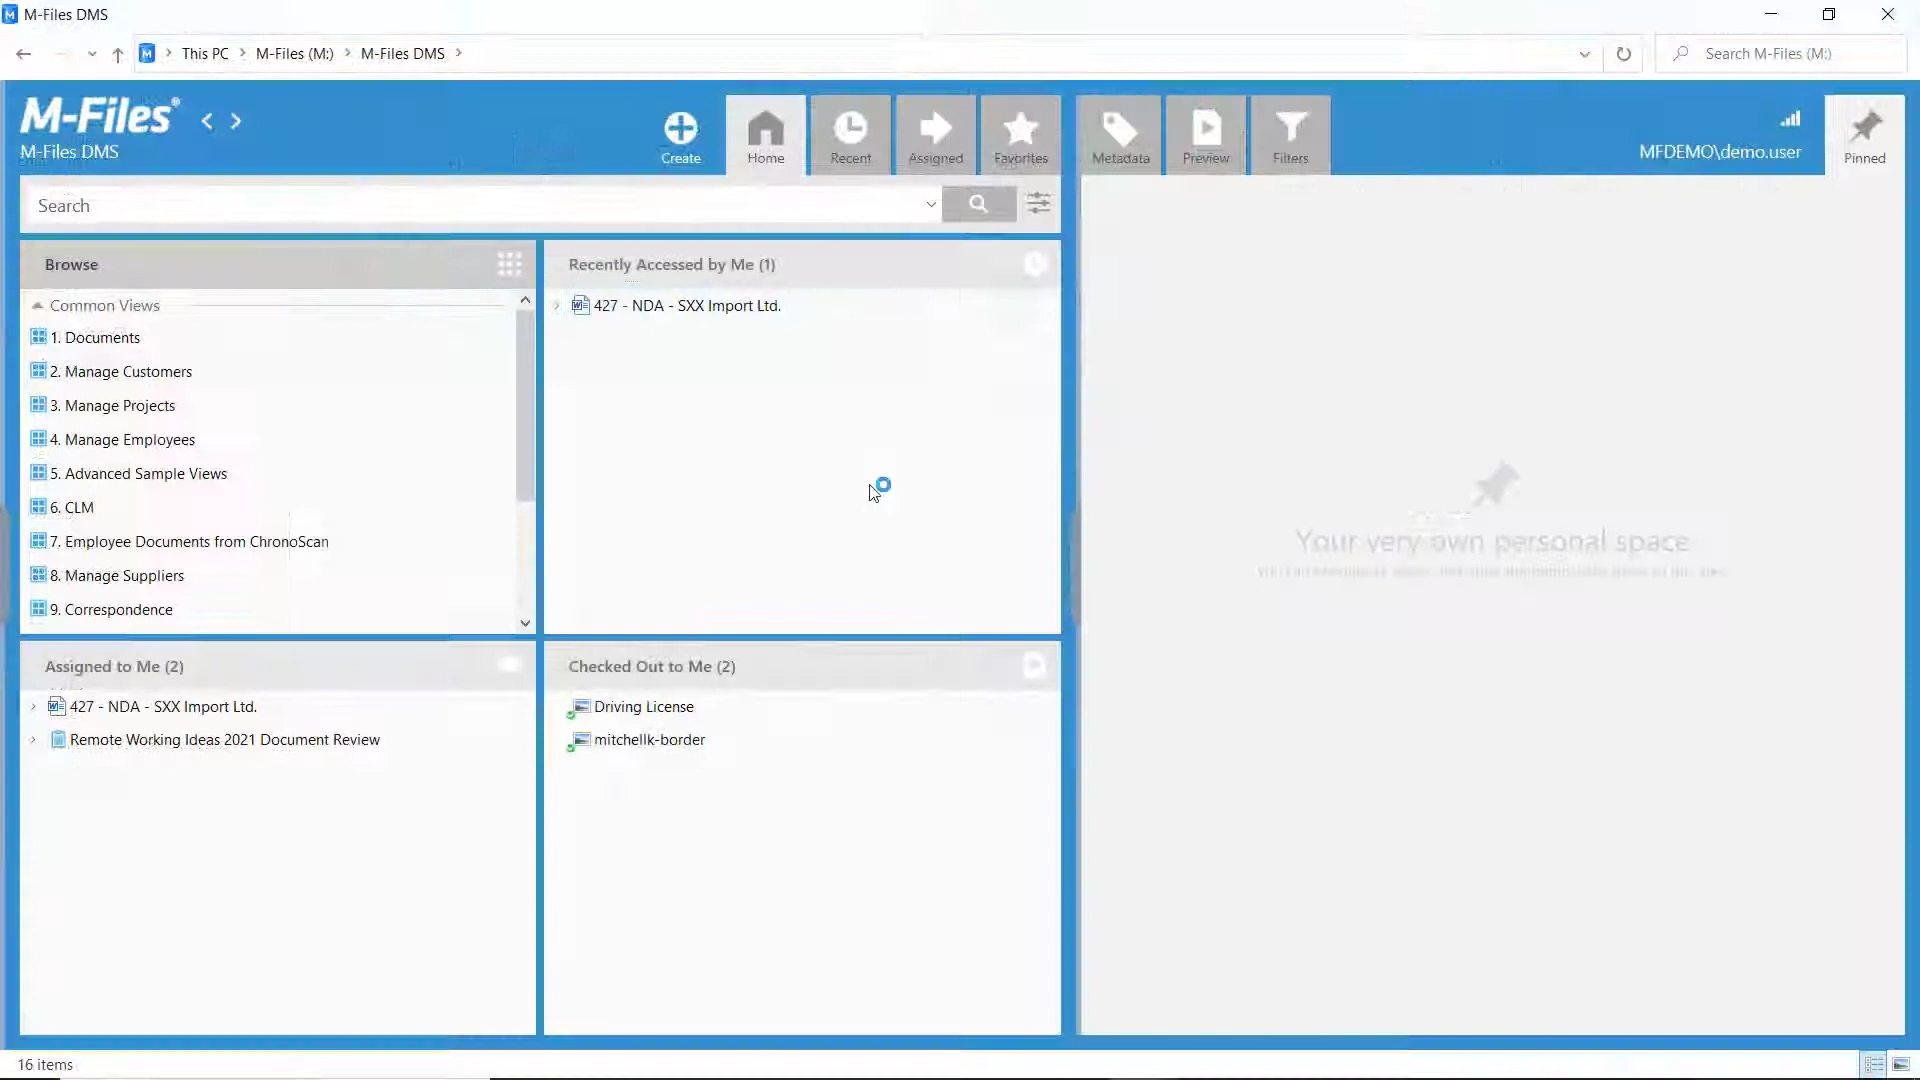 M-Files DMS
This PC
M-Files (M:)
M-Files DMS
Search M-Files (M:)
M-Files®
M-Files DMS
Create
Home
Recent
Assigned
Favorites
Metadata
Preview
Filters
MFDEMO\demo.user
Pinned
Search
Browse
Common Views
1. Documents
2. Manage Customers
3. Manage Projects
4. Manage Employees
5. Advanced Sample Views
6. CLM
7. Employee Documents from ChronoScan
8. Manage Suppliers
9. Correspondence
Recently Accessed by Me (1)
427 - NDA - SXX Import Ltd.
Assigned to Me (2)
427 - NDA - SXX Import Ltd.
Remote Working Ideas 2021 Document Review
Checked Out to Me (2)
Driving License
mitchellk-border
Your very own personal space
16 items